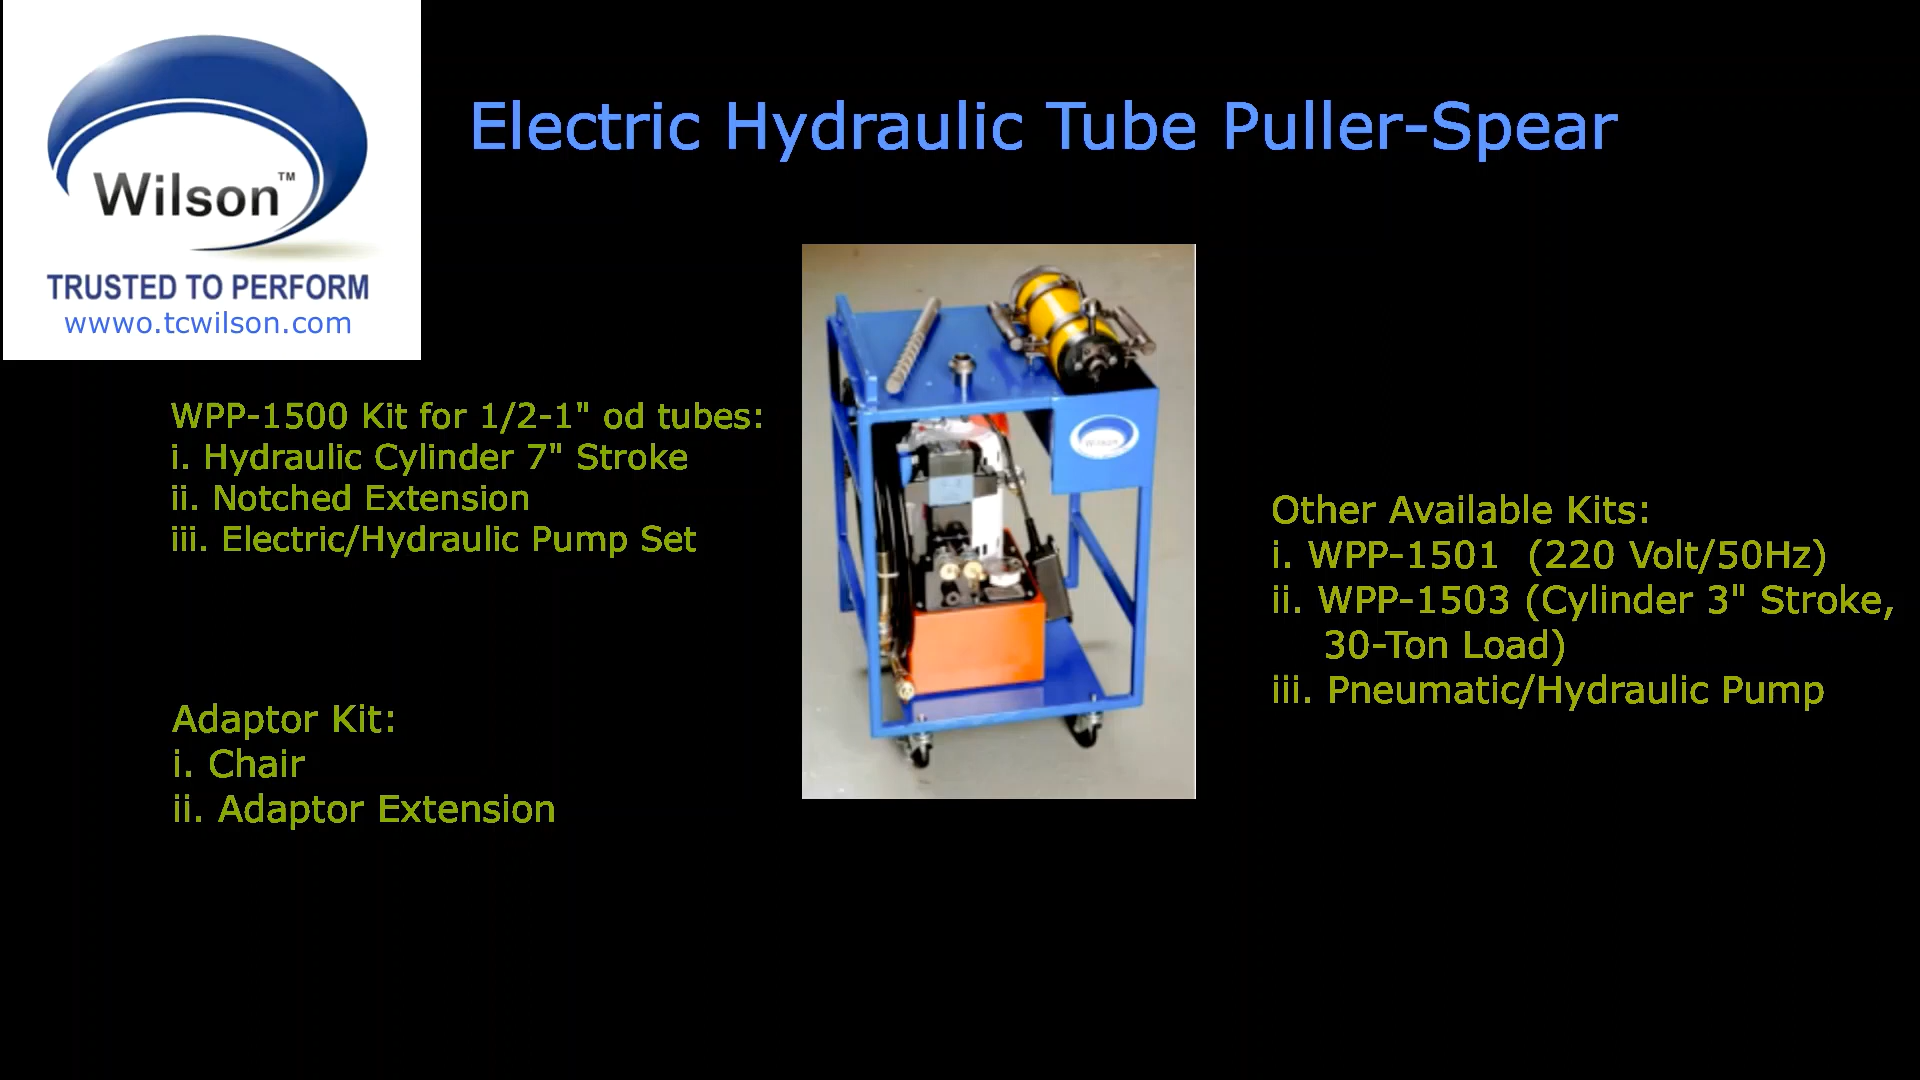 Wilson™
TRUSTED TO PERFORM
wwwo.tcwilson.com
Electric Hydraulic Tube Puller-Spear
WPP-1500 Kit for 1/2-1" od tubes:
i. Hydraulic Cylinder 7" Stroke
ii. Notched Extension
iii. Electric/Hydraulic Pump Set
Adaptor Kit:
i. Chair
ii. Adaptor Extension
Wilson
Other Available Kits:
i. WPP-1501 (220 Volt/50Hz)
ii. WPP-1503 (Cylinder 3" Stroke,
30-Ton Load)
iii. Pneumatic/Hydraulic Pump